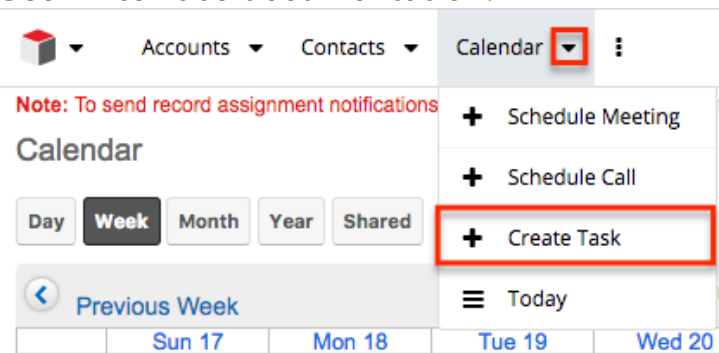 Accounts Contacts Calendar
Note: To send record assignment notifications
Schedule Meeting
Calendar
Schedule Call
Day Week Month Year Shared
Create Task
Today
Previous Week
Sun 17 Mon 18 Tue 19 Wed 20